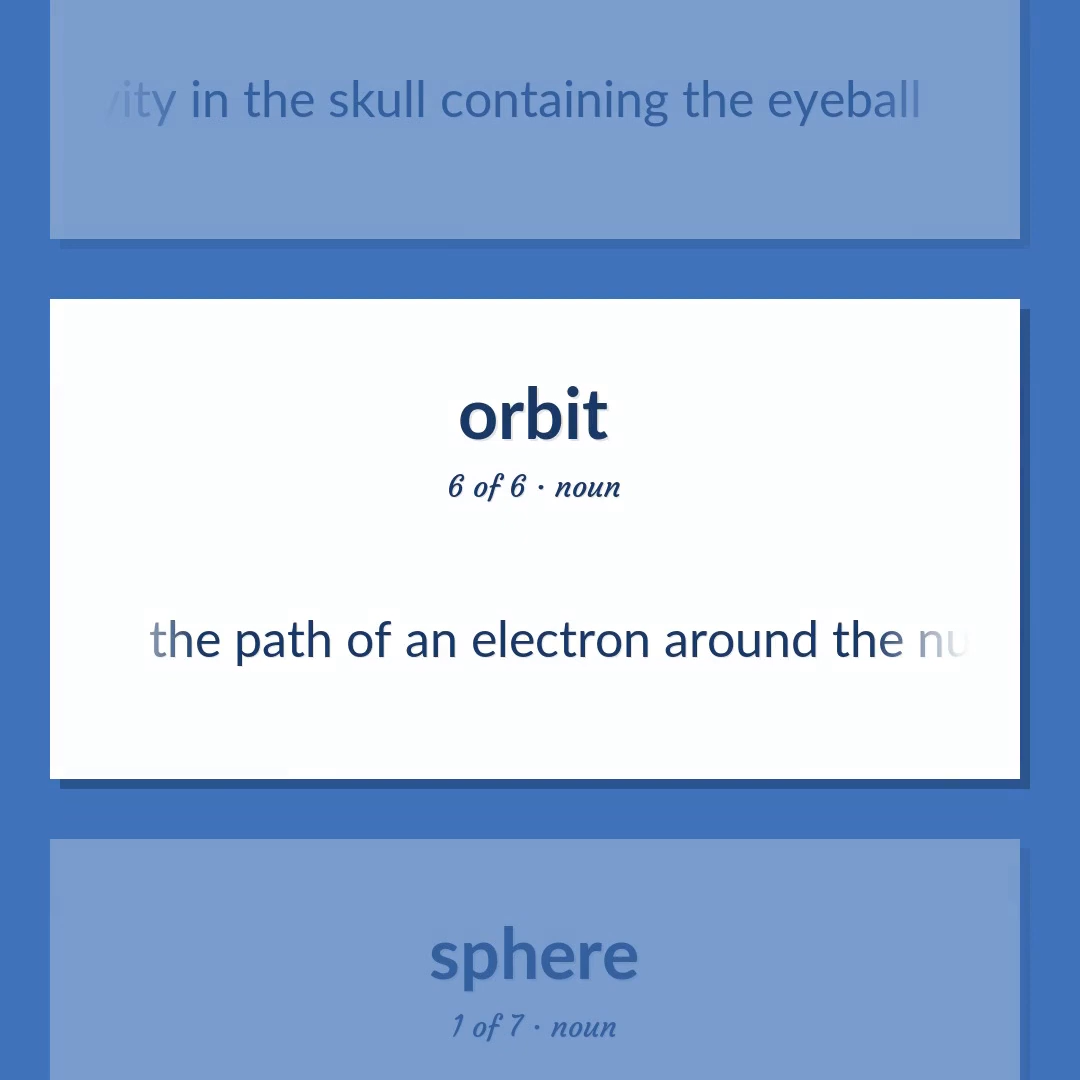 in the skull containing the eyeball
orbit
6 of 6 · noun
the path of an electron around the
sphere
1 of 7 · noun